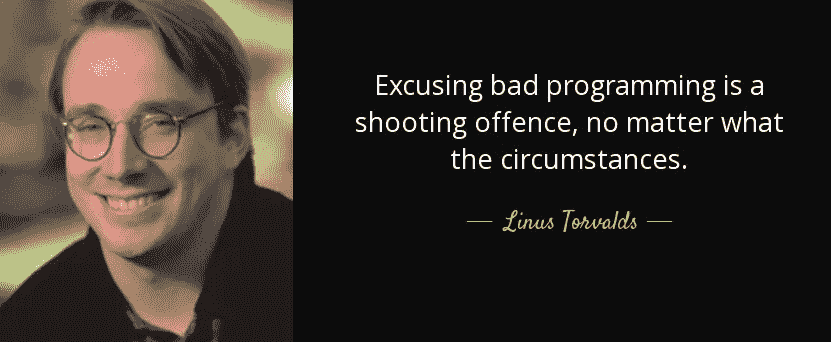 Excusing bad programming is a
shooting offence, no matter what
the circumstances.
— Linus Torvalds —